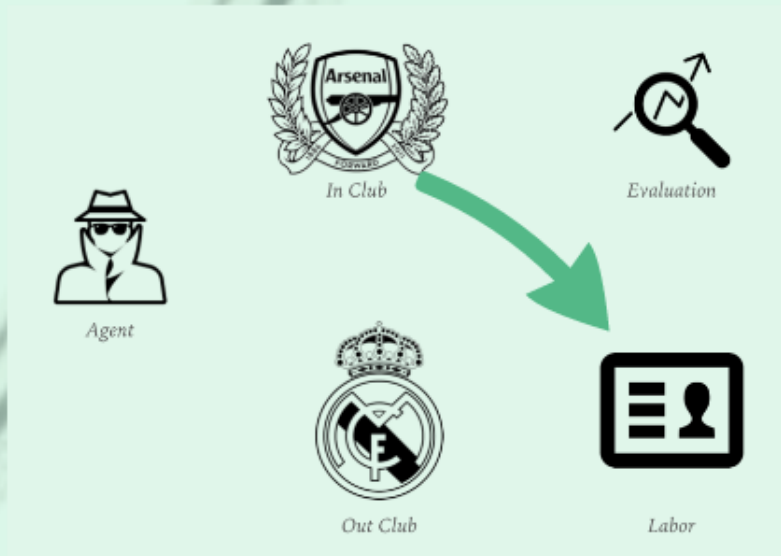 Arsenal
FORWARD
In Club
Evaluation
Agent
Out Club
Labor